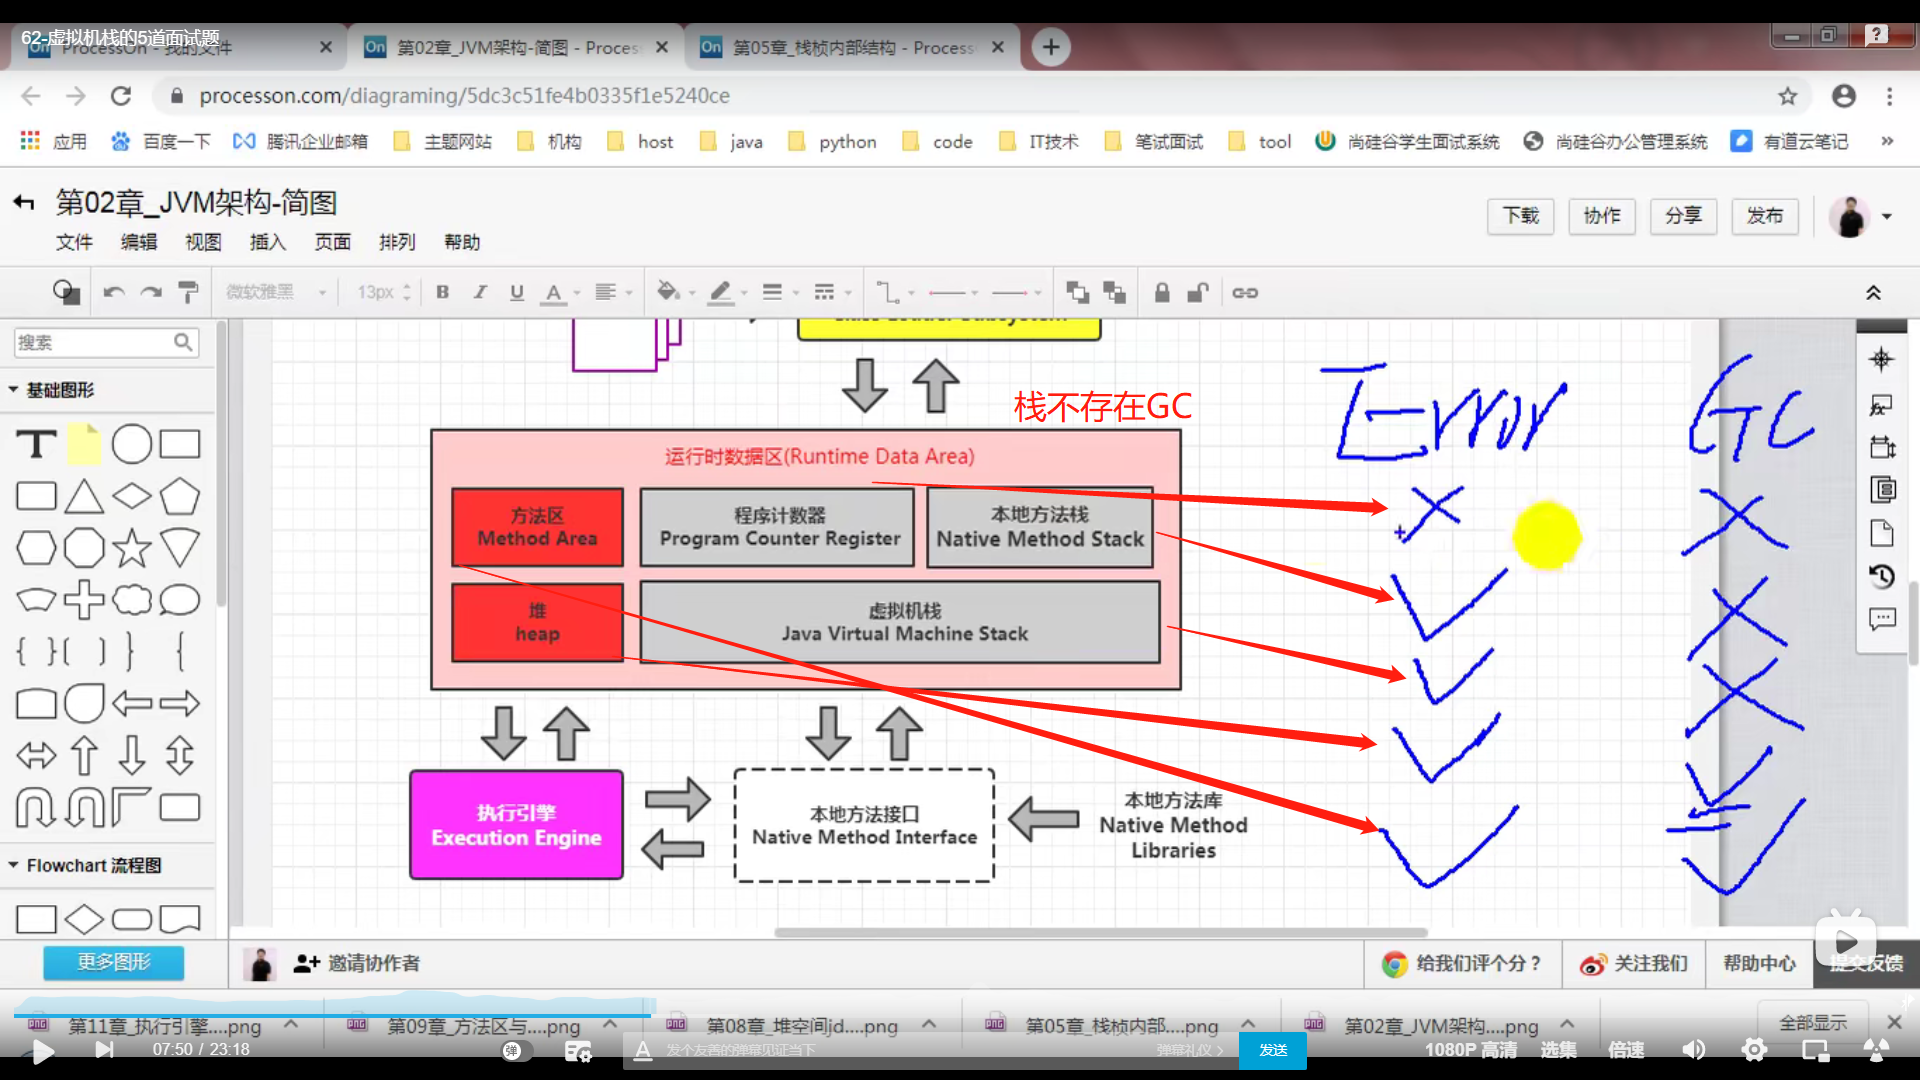 62-虚拟机栈的5道面试题
ProcessOn - 我的文件
第02章_JVM架构-简图 - Proces
第05章_栈桢内部结构 - Process
processon.com/diagraming/5dc3c51fe4b0335f1e5240ce
应用 百度一下 腾讯企业邮箱 主题网站 机构 host java python code IT技术 笔试面试 tool 尚硅谷学生面试系统 尚硅谷办公管理系统 有道云笔记 »
第02章_JVM架构-简图
下载 协作 分享 发布
文件 编辑 视图 插入 页面 排列 帮助
微软雅黑 13px B I U A
搜索
基础图形
T
Flowchart 流程图
更多图形
栈不存在GC
Error GC
运行时数据区(Runtime Data Area)
方法区
Method Area
程序计数器
Program Counter Register
本地方法栈
Native Method Stack
堆
heap
虚拟机栈
Java Virtual Machine Stack
执行引擎
Execution Engine
本地方法接口
Native Method Interface
本地方法库
Native Method
Libraries
邀请协作者
给我们评个分？ 关注我们 帮助中心 提交反馈
第11章_执行引擎....png 第09章_方法区与....png 第08章_堆空间jd....png 第05章_栈桢内部....png 第02章_JVM架构....png 全部显示
07:50 / 23:18 弹 发个友善的弹幕见证当下 弹幕礼仪 › 发送 1080P 高清 选集 倍速